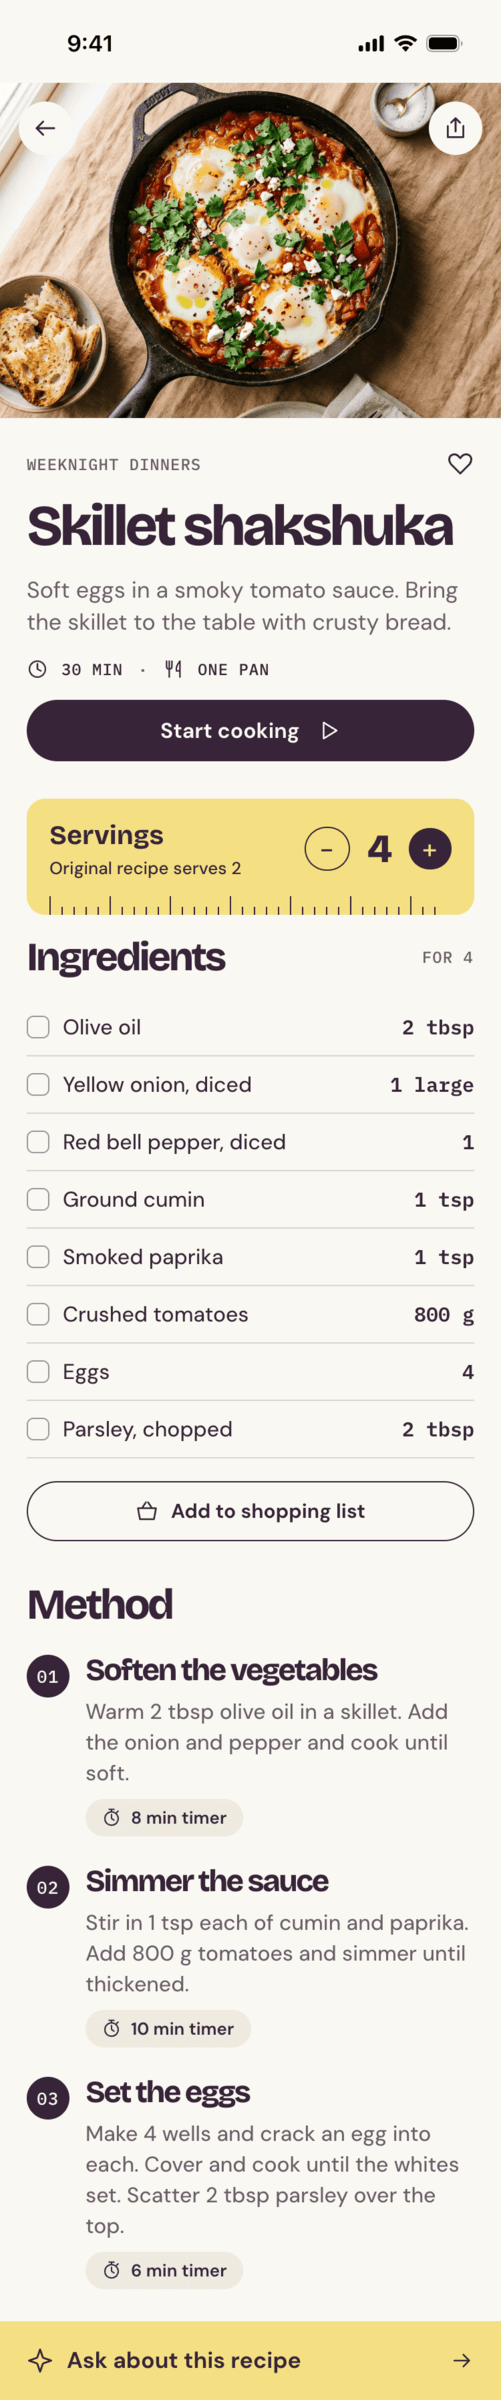 9:41
WEEKNIGHT DINNERS
Skillet shakshuka
Soft eggs in a smoky tomato sauce. Bring
the skillet to the table with crusty bread.
30 MIN · ONE PAN
Start cooking
Servings
Original recipe serves 2
− 4 +
Ingredients
FOR 4
Olive oil 2 tbsp
Yellow onion, diced 1 large
Red bell pepper, diced 1
Ground cumin 1 tsp
Smoked paprika 1 tsp
Crushed tomatoes 800 g
Eggs 4
Parsley, chopped 2 tbsp
Add to shopping list
Method
01 Soften the vegetables
Warm 2 tbsp olive oil in a skillet. Add
the onion and pepper and cook until
soft.
8 min timer
02 Simmer the sauce
Stir in 1 tsp each of cumin and paprika.
Add 800 g tomatoes and simmer until
thickened.
10 min timer
03 Set the eggs
Make 4 wells and crack an egg into
each. Cover and cook until the whites
set. Scatter 2 tbsp parsley over the
top.
6 min timer
Ask about this recipe